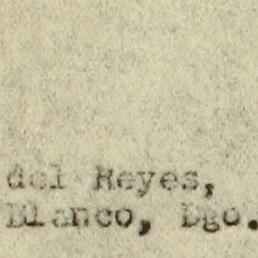 del Reyes,
Blanco, Dgo.